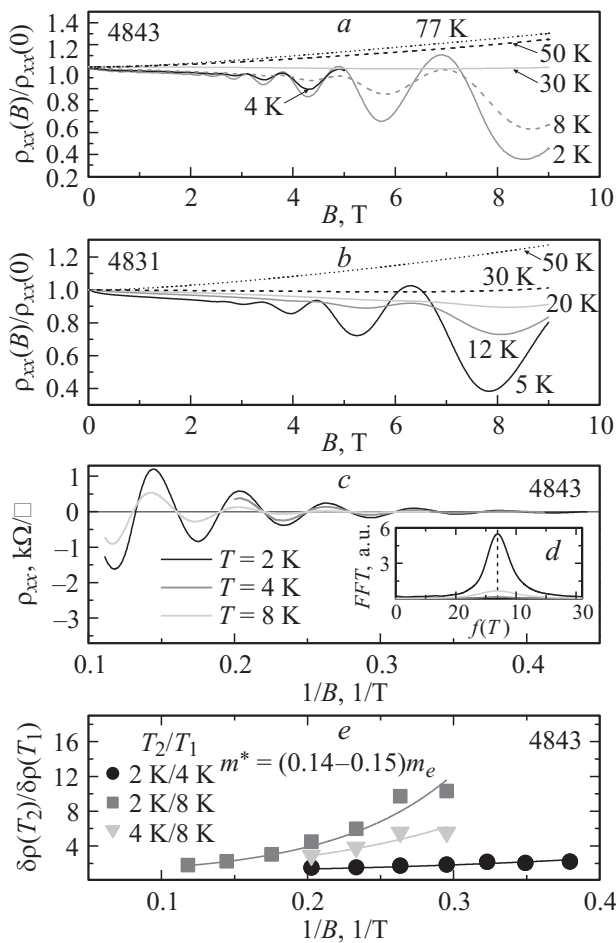 4843
a
77 K
50 K
30 K
4 K
8 K
2 K
1.4
1.2
1.0
0.8
0.6
0.4
0.2
ρxx(B)/ρxx(0)
0 2 4 6 8 10
B, T
4831
b
50 K
30 K
20 K
12 K
5 K
1.2
1.0
0.8
0.6
0.4
ρxx(B)/ρxx(0)
0 2 4 6 8 10
B, T
c
4843
1
0
−1
−2
−3
ρxx, kΩ/□
T = 2 K
T = 4 K
T = 8 K
d
6
3
FFT, a.u.
0 20 10 30
f(T)
0.1 0.2 0.3 0.4
1/B, 1/T
e
4843
T2/T1
m* = (0.14–0.15)me
2 K/4 K
2 K/8 K
4 K/8 K
16
12
8
4
δρ(T2)/δρ(T1)
0.1 0.2 0.3 0.4
1/B, 1/T